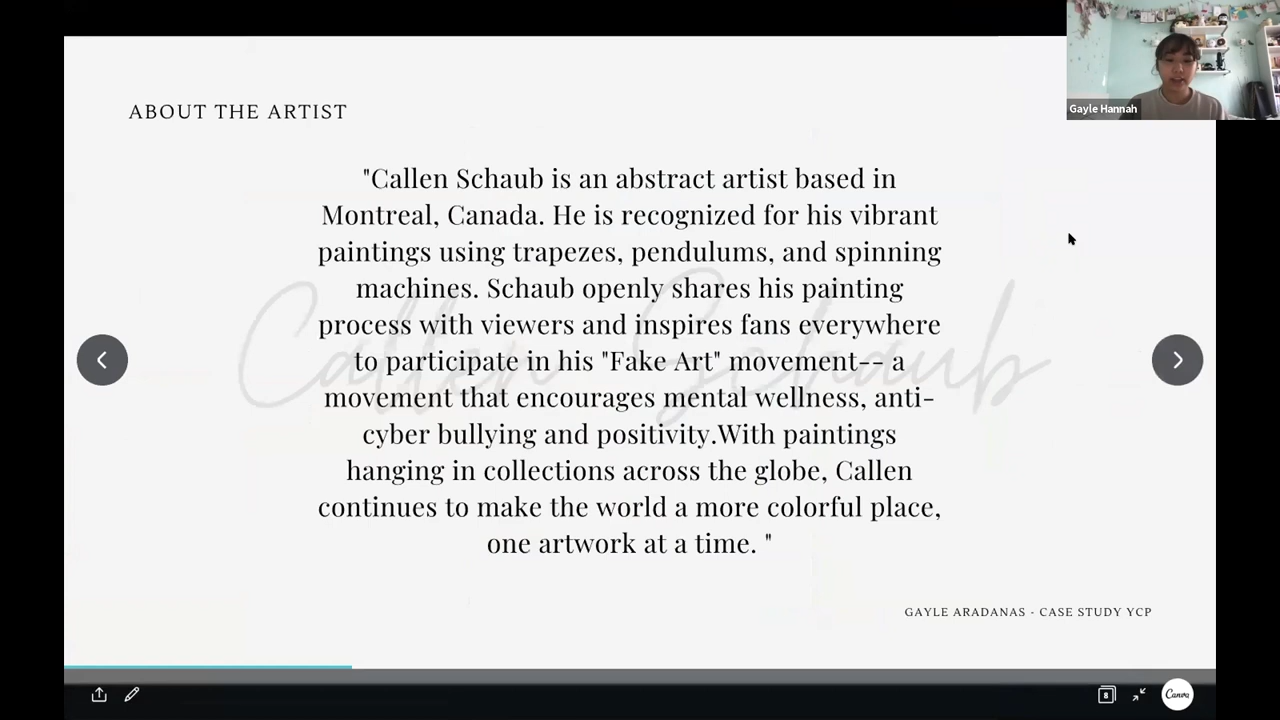 Gayle Hannah
ABOUT THE ARTIST
"Callen Schaub is an abstract artist based in
Montreal, Canada. He is recognized for his vibrant
paintings using trapezes, pendulums, and spinning
machines. Schaub openly shares his painting
process with viewers and inspires fans everywhere
to participate in his "Fake Art" movement-- a
movement that encourages mental wellness, anti-
cyber bullying and positivity.With paintings
hanging in collections across the globe, Callen
continues to make the world a more colorful place,
one artwork at a time. "
Callen Schaub
GAYLE ARADANAS - CASE STUDY YCP
8
Canva